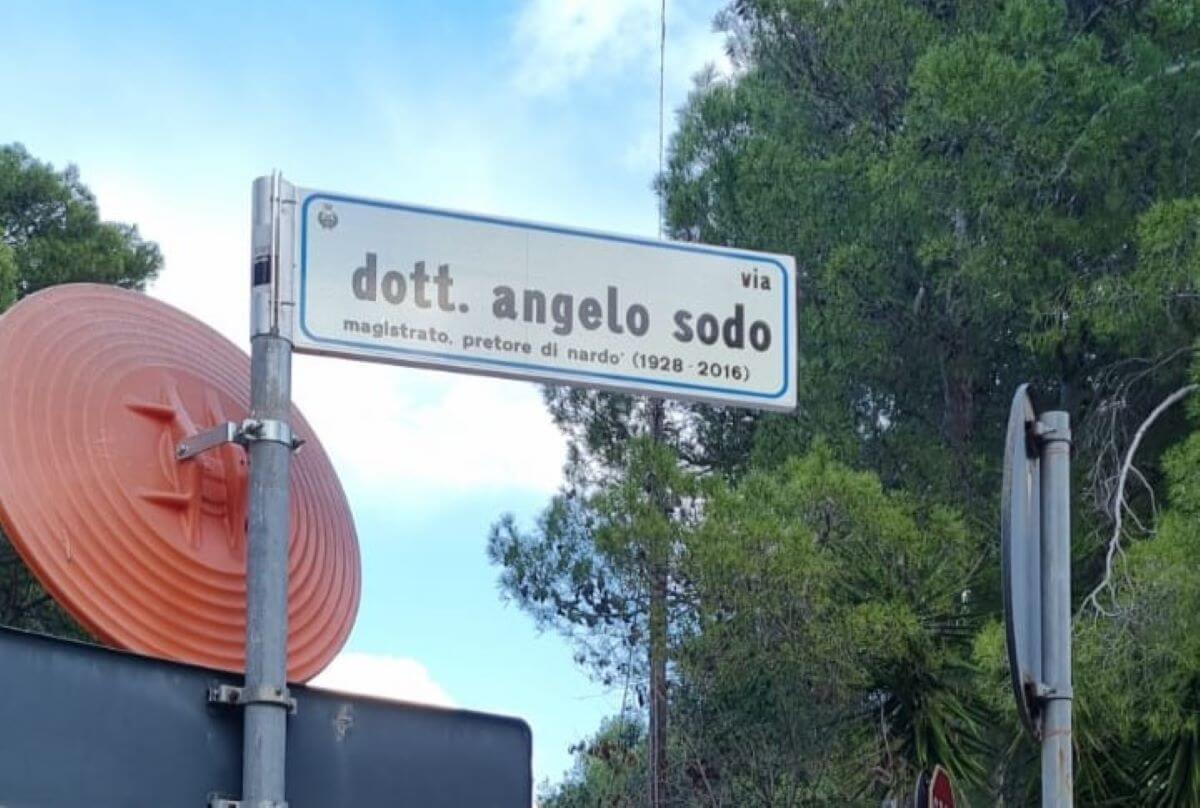 via
dott. angelo sodo
magistrato, pretore di nardo' (1928-2016)